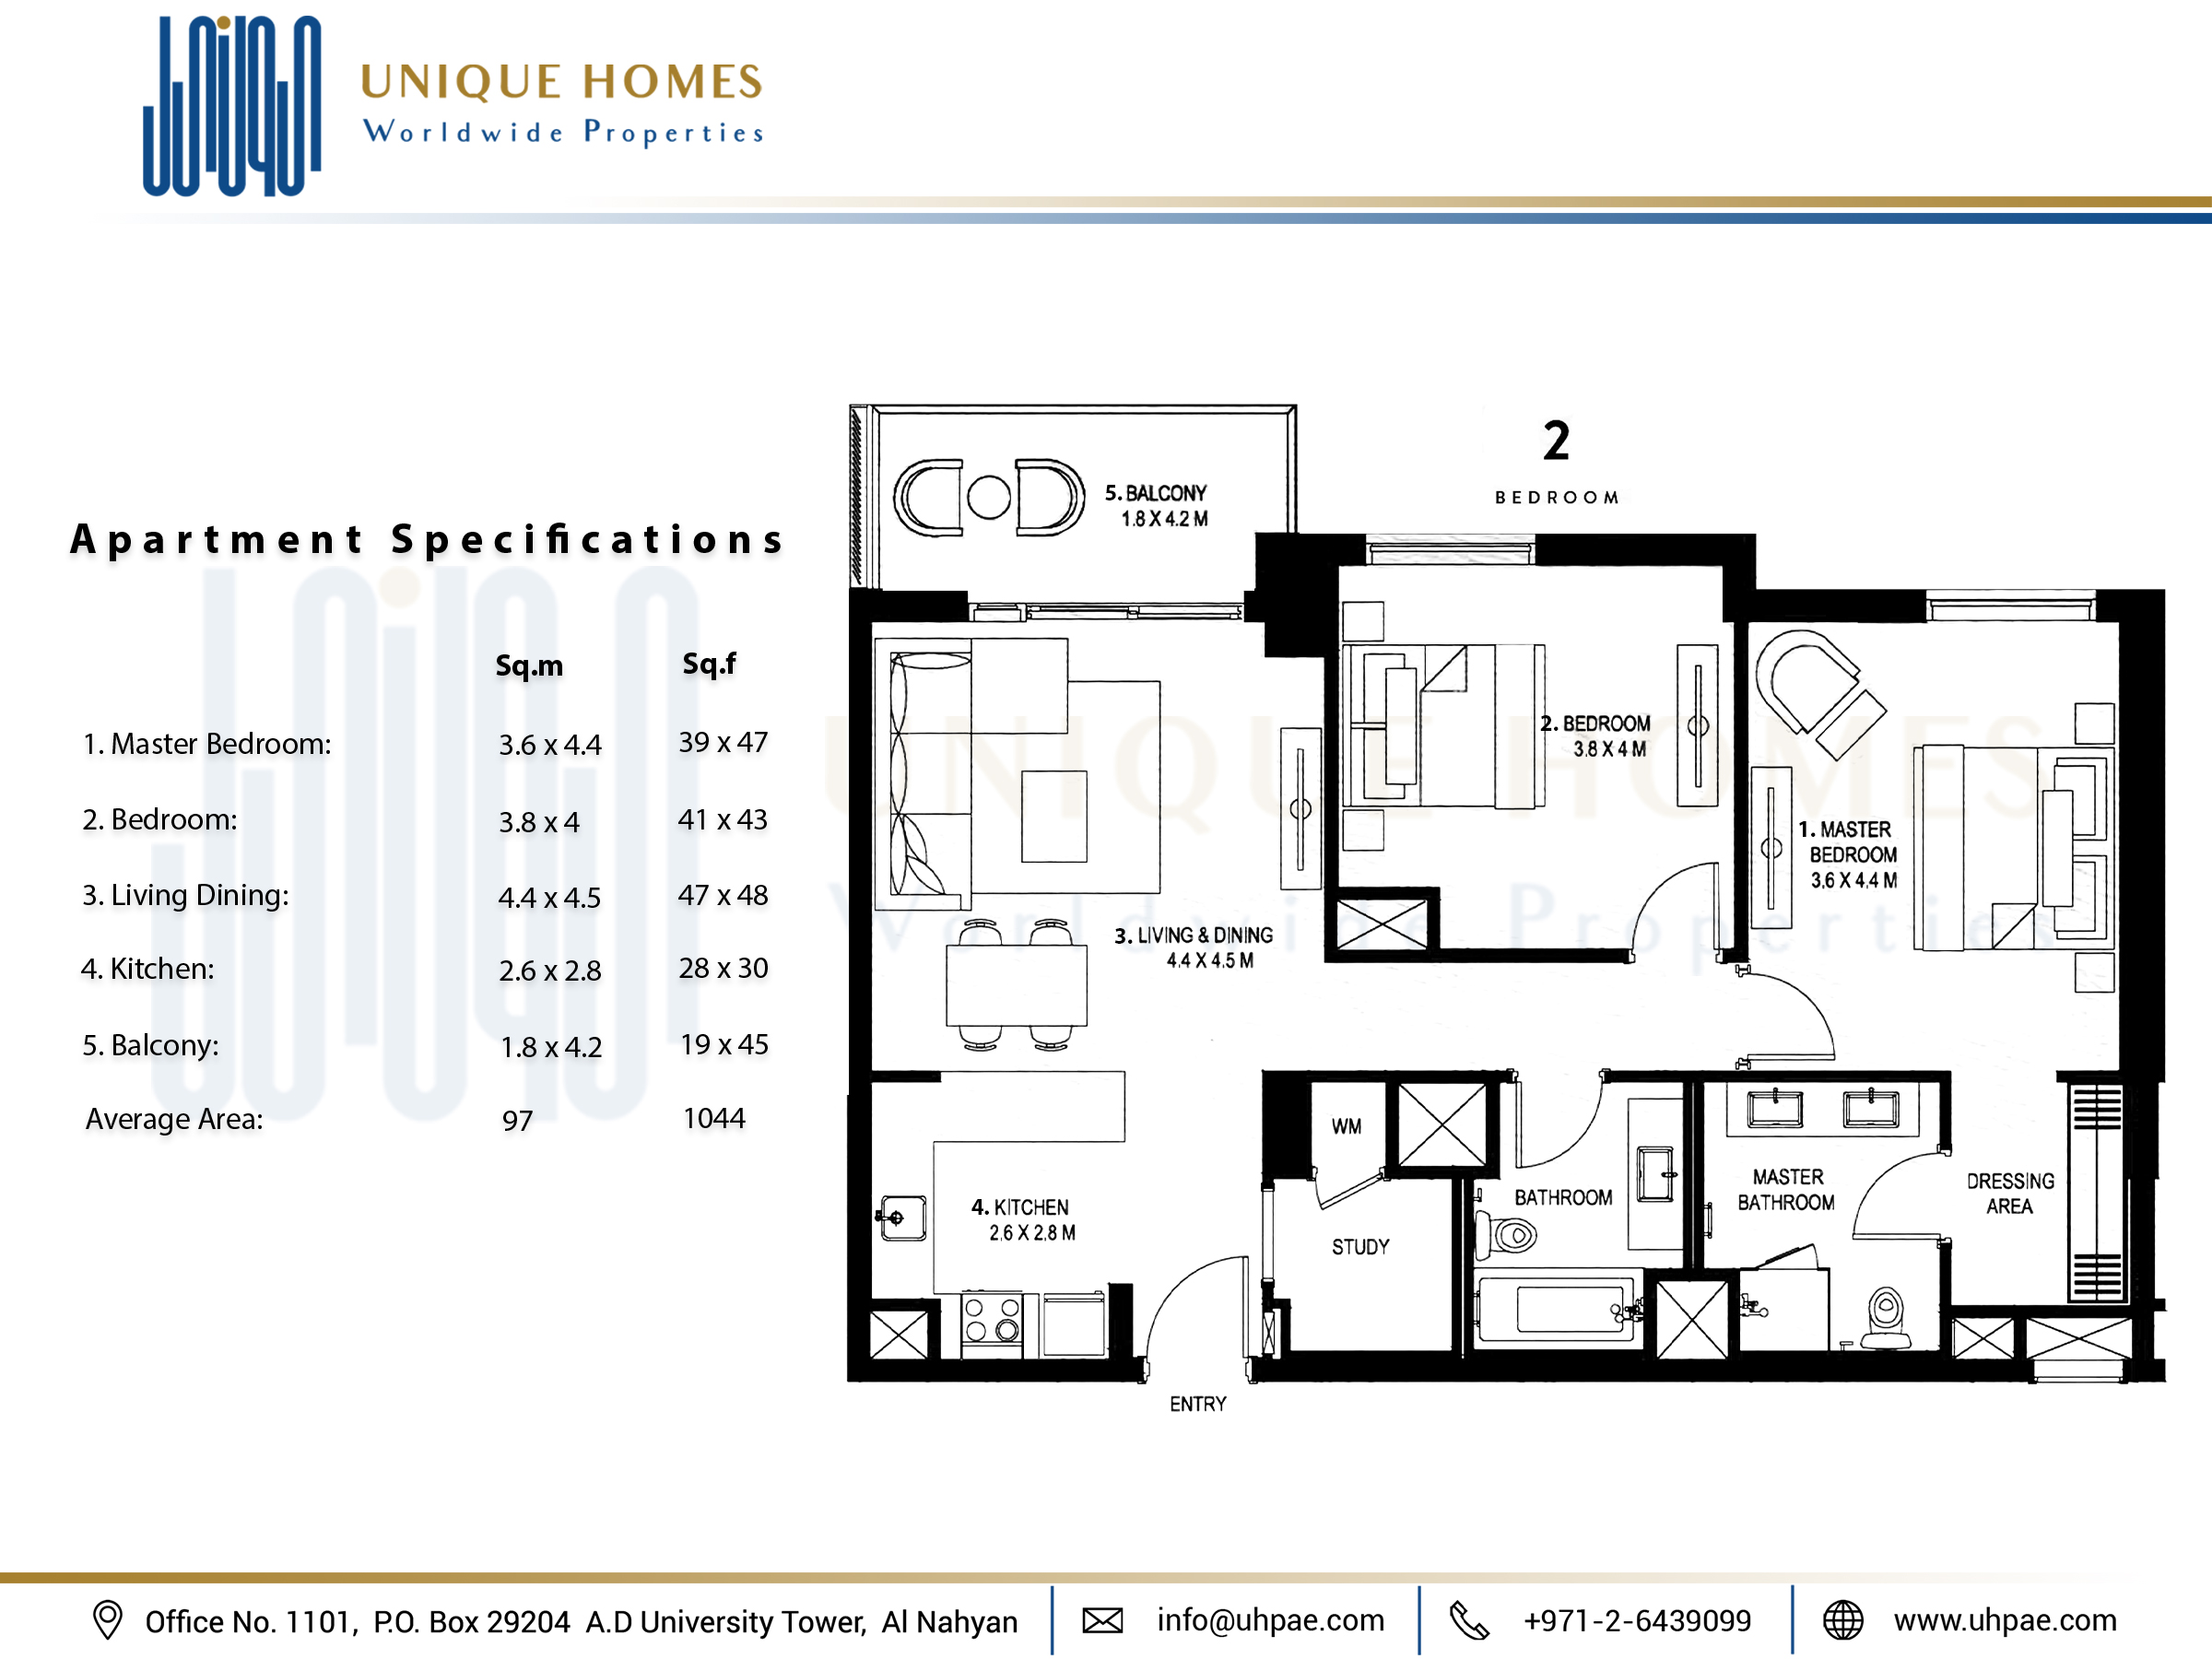 UNIQUE HOMES
Worldwide Properties
Apartment Specifications
Sq.m Sq.f
1. Master Bedroom: 3.6 x 4.4 39 x 47
2. Bedroom: 3.8 x 4 41 x 43
3. Living Dining: 4.4 x 4.5 47 x 48
4. Kitchen: 2.6 x 2.8 28 x 30
5. Balcony: 1.8 x 4.2 19 x 45
Average Area: 97 1044
2
BEDROOM
5. BALCONY
1.8 X 4.2 M
2. BEDROOM
3.8 X 4 M
1. MASTER
BEDROOM
3.6 X 4.4 M
3. LIVING & DINING
4.4 X 4.5 M
WM
4. KITCHEN
2.6 X 2.8 M
STUDY
BATHROOM
MASTER
BATHROOM
DRESSING
AREA
ENTRY
UNIQUE HOMES
Worldwide Properties
Office No. 1101, P.O. Box 29204 A.D University Tower, Al Nahyan
info@uhpae.com
+971-2-6439099
www.uhpae.com